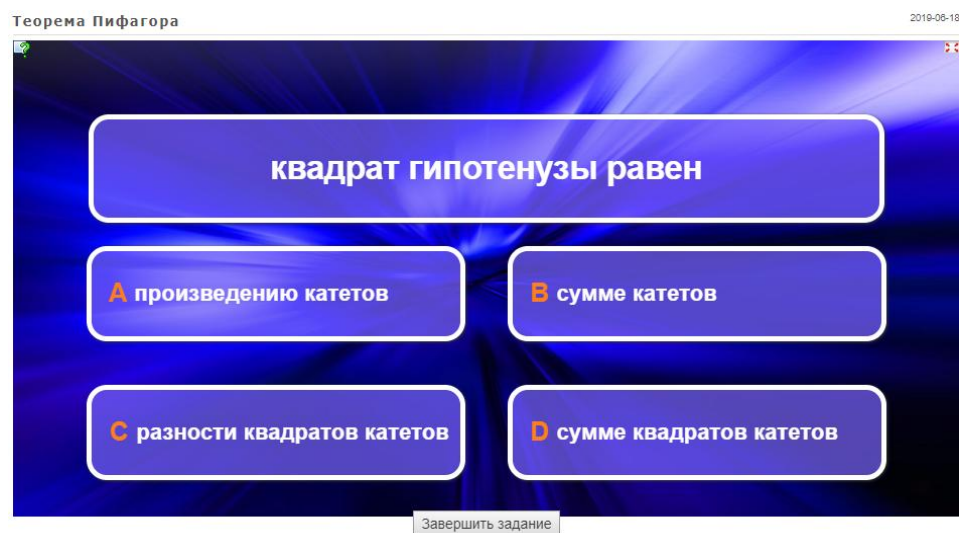 Теорема Пифагора
2019-06-18
квадрат гипотенузы равен
A произведению катетов
B сумме катетов
C разности квадратов катетов
D сумме квадратов катетов
Завершить задание